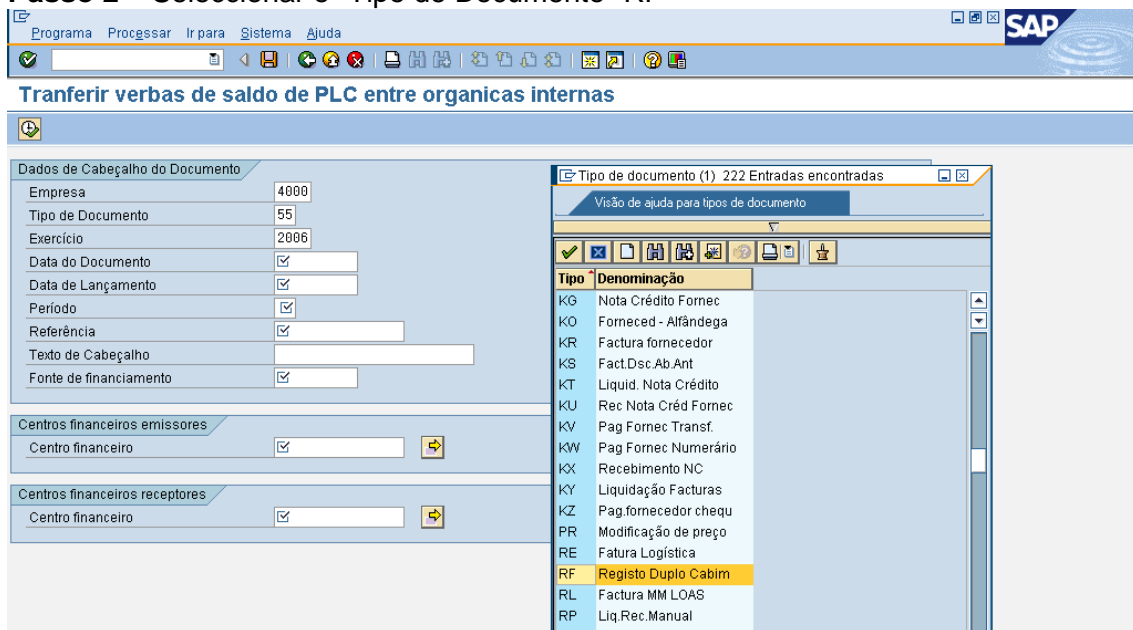 Programa Processar Ir para Sistema Ajuda
SAP
Tranferir verbas de saldo de PLC entre organicas internas
Dados de Cabeçalho do Documento
Empresa 4000
Tipo de Documento 55
Exercício 2006
Data do Documento
Data de Lançamento
Período
Referência
Texto de Cabeçalho
Fonte de financiamento
Centros financeiros emissores
Centro financeiro
Centros financeiros receptores
Centro financeiro
Tipo de documento (1) 222 Entradas encontradas
Visão de ajuda para tipos de documento
Tipo Denominação
KG Nota Crédito Fornec
KO Forneced - Alfândega
KR Factura fornecedor
KS Fact.Dsc.Ab.Ant
KT Liquid. Nota Crédito
KU Rec Nota Créd Fornec
KV Pag Fornec Transf.
KW Pag Fornec Numerário
KX Recebimento NC
KY Liquidação Facturas
KZ Pag.fornecedor chequ
PR Modificação de preço
RE Fatura Logística
RF Registo Duplo Cabim
RL Factura MM LOAS
RP Liq.Rec.Manual